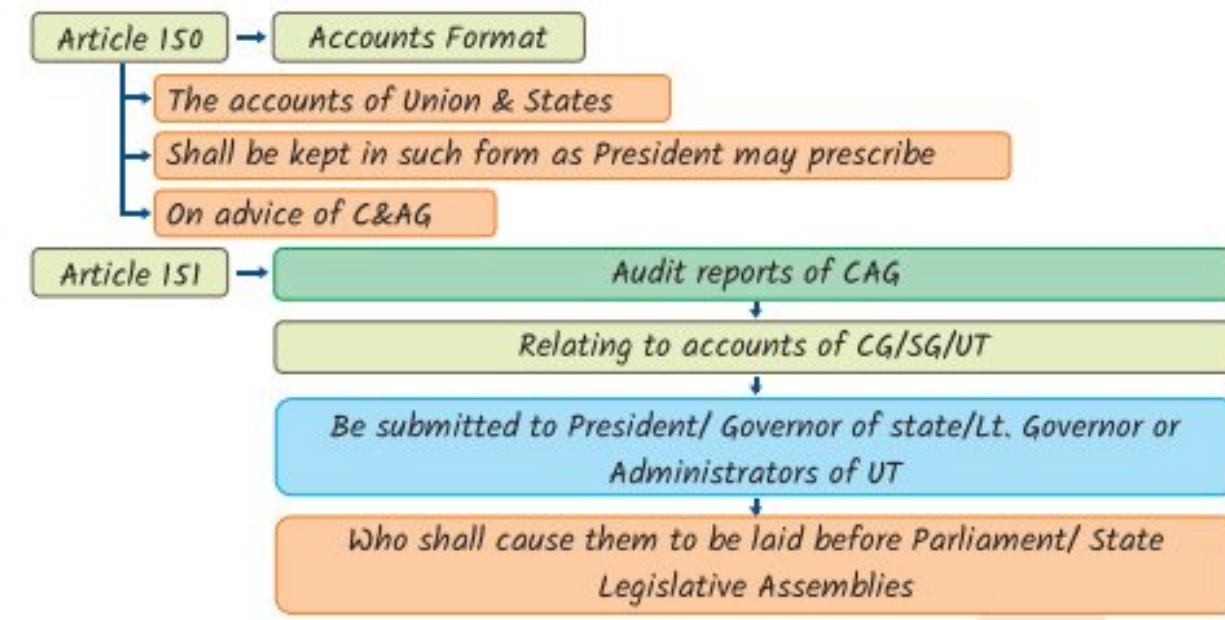 Article 150
Accounts Format
The accounts of Union & States
Shall be kept in such form as President may prescribe
On advice of C&AG
Article 151
Audit reports of CAG
Relating to accounts of CG/SG/UT
Be submitted to President/ Governor of state/Lt. Governor or
Administrators of UT
Who shall cause them to be laid before Parliament/ State
Legislative Assemblies